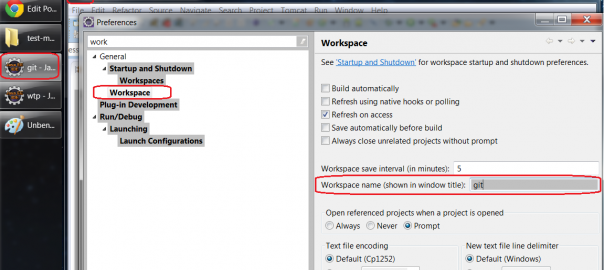 Edit Po...
test-m...
git - Ja...
wtp - J...
Unben...
File Edit Refactor Source Navigate Search Project Tomcat Run Window Help
Preferences
work
General
Startup and Shutdown
Workspaces
Workspace
Plug-in Development
Run/Debug
Launching
Launch Configurations
Workspace
See 'Startup and Shutdown' for workspace startup and shutdown preferences.
Build automatically
Refresh using native hooks or polling
Refresh on access
Save automatically before build
Always close unrelated projects without prompt
Workspace save interval (in minutes): 5
Workspace name (shown in window title): git
Open referenced projects when a project is opened
Always Never Prompt
Text file encoding New text file line delimiter
Default (Cp1252) Default (Windows)